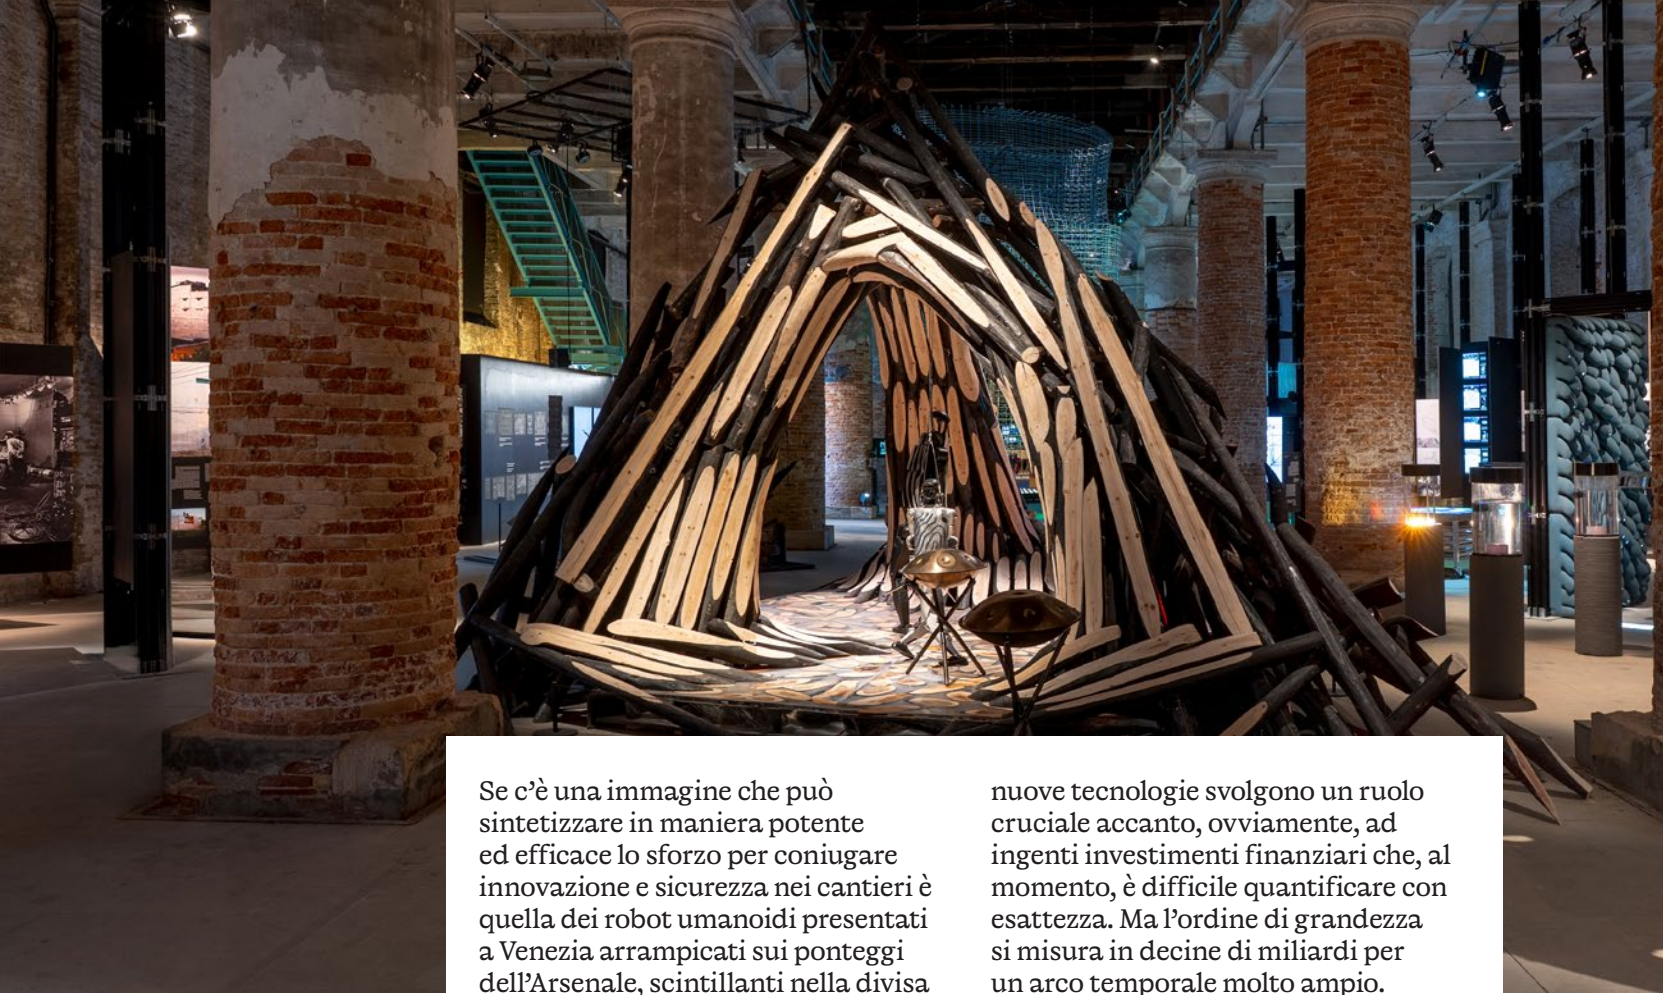 Se c’è una immagine che può
sintetizzare in maniera potente
ed efficace lo sforzo per coniugare
innovazione e sicurezza nei cantieri è
quella dei robot umanoidi presentati
a Venezia arrampicati sui ponteggi
dell’Arsenale, scintillanti nella divisa
nuove tecnologie svolgono un ruolo
cruciale accanto, ovviamente, ad
ingenti investimenti finanziari che, al
momento, è difficile quantificare con
esattezza. Ma l’ordine di grandezza
si misura in decine di miliardi per
un arco temporale molto ampio.